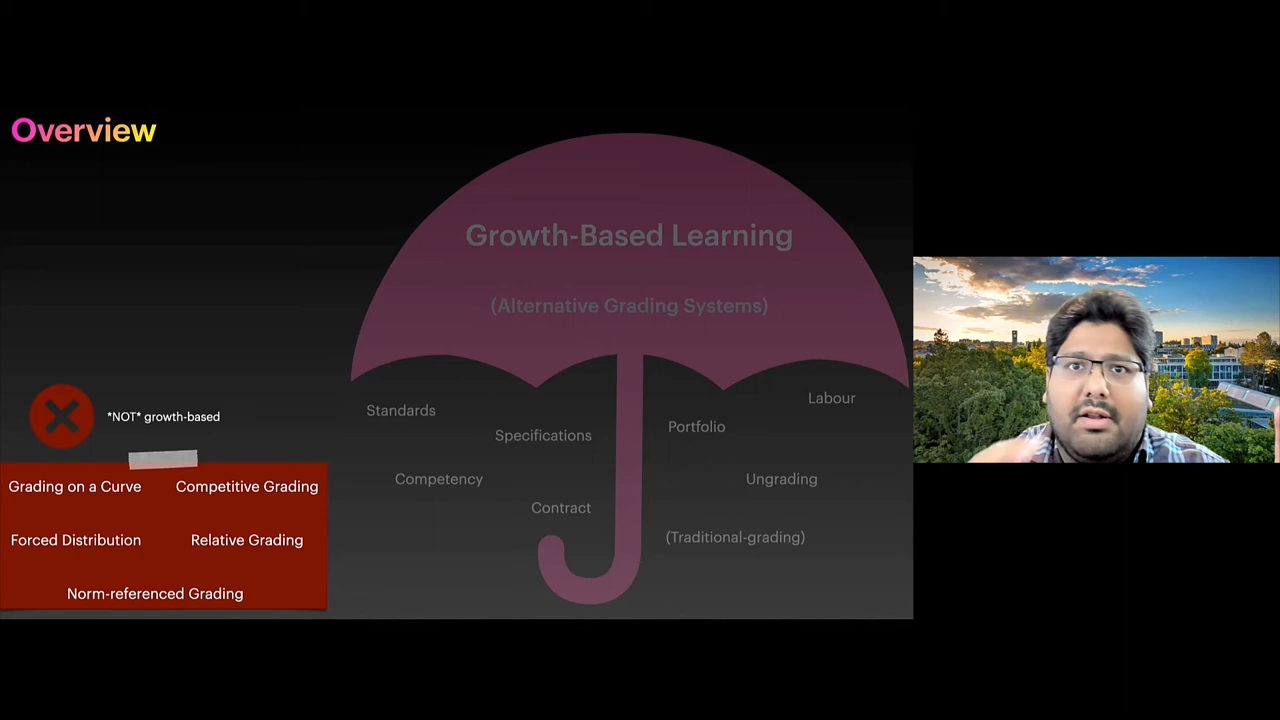 Overview
Growth-Based Learning
(Alternative Grading Systems)
Standards
Specifications
Competency
Contract
Labour
Portfolio
Ungrading
(Traditional-grading)
*NOT* growth-based
Grading on a Curve
Competitive Grading
Forced Distribution
Relative Grading
Norm-referenced Grading